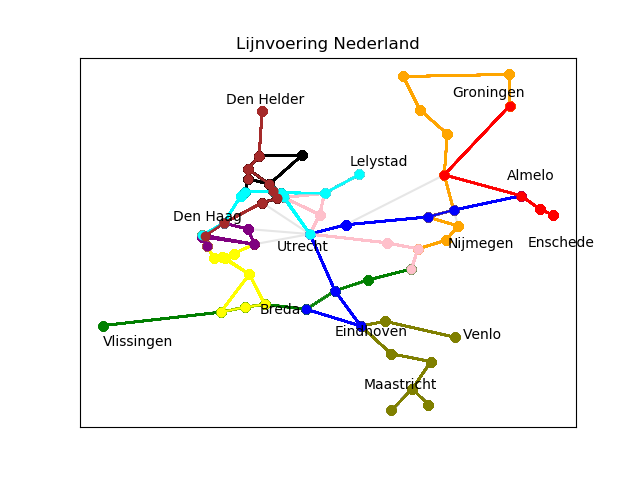 Lijnvoering Nederland
Den Helder
Groningen
Lelystad
Almelo
Den Haag
Utrecht
Nijmegen
Enschede
Breda
Eindhoven
Venlo
Vlissingen
Maastricht